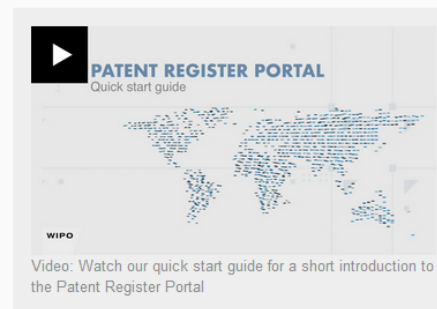 PATENT REGISTER PORTAL
Quick start guide
WIPO
Video: Watch our quick start guide for a short introduction to
the Patent Register Portal